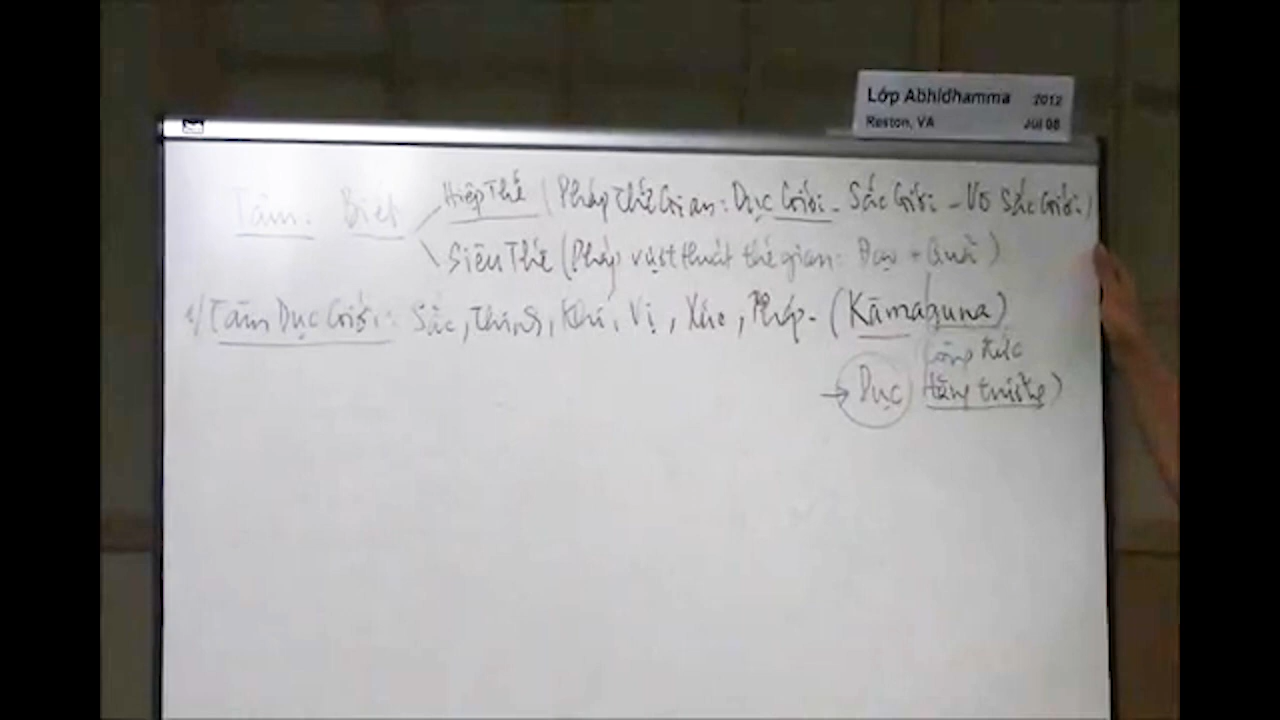 Lớp Abhidhamma 2012
Reston, VA Jul 08
Tâm: Biết
Hiệp Thế (Pháp Thế Gian: Dục Giới - Sắc Giới - Vô Sắc Giới)
Siêu Thế (Pháp vượt thoát thế gian: Đạo + Quả)
1/ Tâm Dục Giới: Sắc, Thinh, Khí, Vị, Xúc, Pháp. (Kāmaguna)
→ Dục
tăng trưởng)